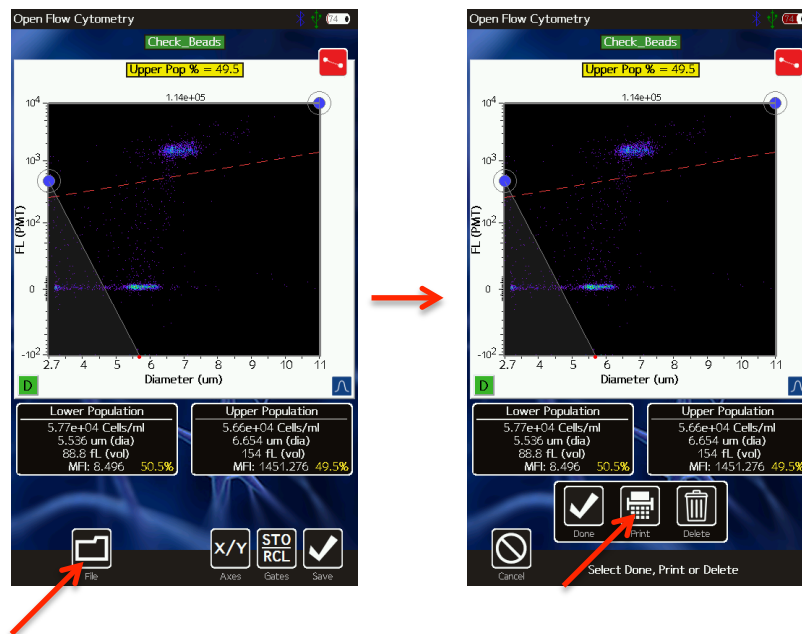 Open Flow Cytometry
74
Check_Beads
Upper Pop % = 49.5
1.14e+05
10^4
10^3
10^2
0
-10^2
FL (PMT)
2.7 4 5 6 7 8 9 10 11
Diameter (um)
D
Lower Population
5.77e+04 Cells/ml
5.536 um (dia)
88.8 fL (vol)
MFI: 8.496 50.5%
Upper Population
5.66e+04 Cells/ml
6.654 um (dia)
154 fL (vol)
MFI: 1451.276 49.5%
File
X/Y
Axes
STO
RCL
Gates
Save
Open Flow Cytometry
74
Check_Beads
Upper Pop % = 49.5
1.14e+05
10^4
10^3
10^2
0
-10^2
FL (PMT)
2.7 4 5 6 7 8 9 10 11
Diameter (um)
D
Lower Population
5.77e+04 Cells/ml
5.536 um (dia)
88.8 fL (vol)
MFI: 8.496 50.5%
Upper Population
5.66e+04 Cells/ml
6.654 um (dia)
154 fL (vol)
MFI: 1451.276 49.5%
Done
Print
Delete
Cancel
Select Done, Print or Delete